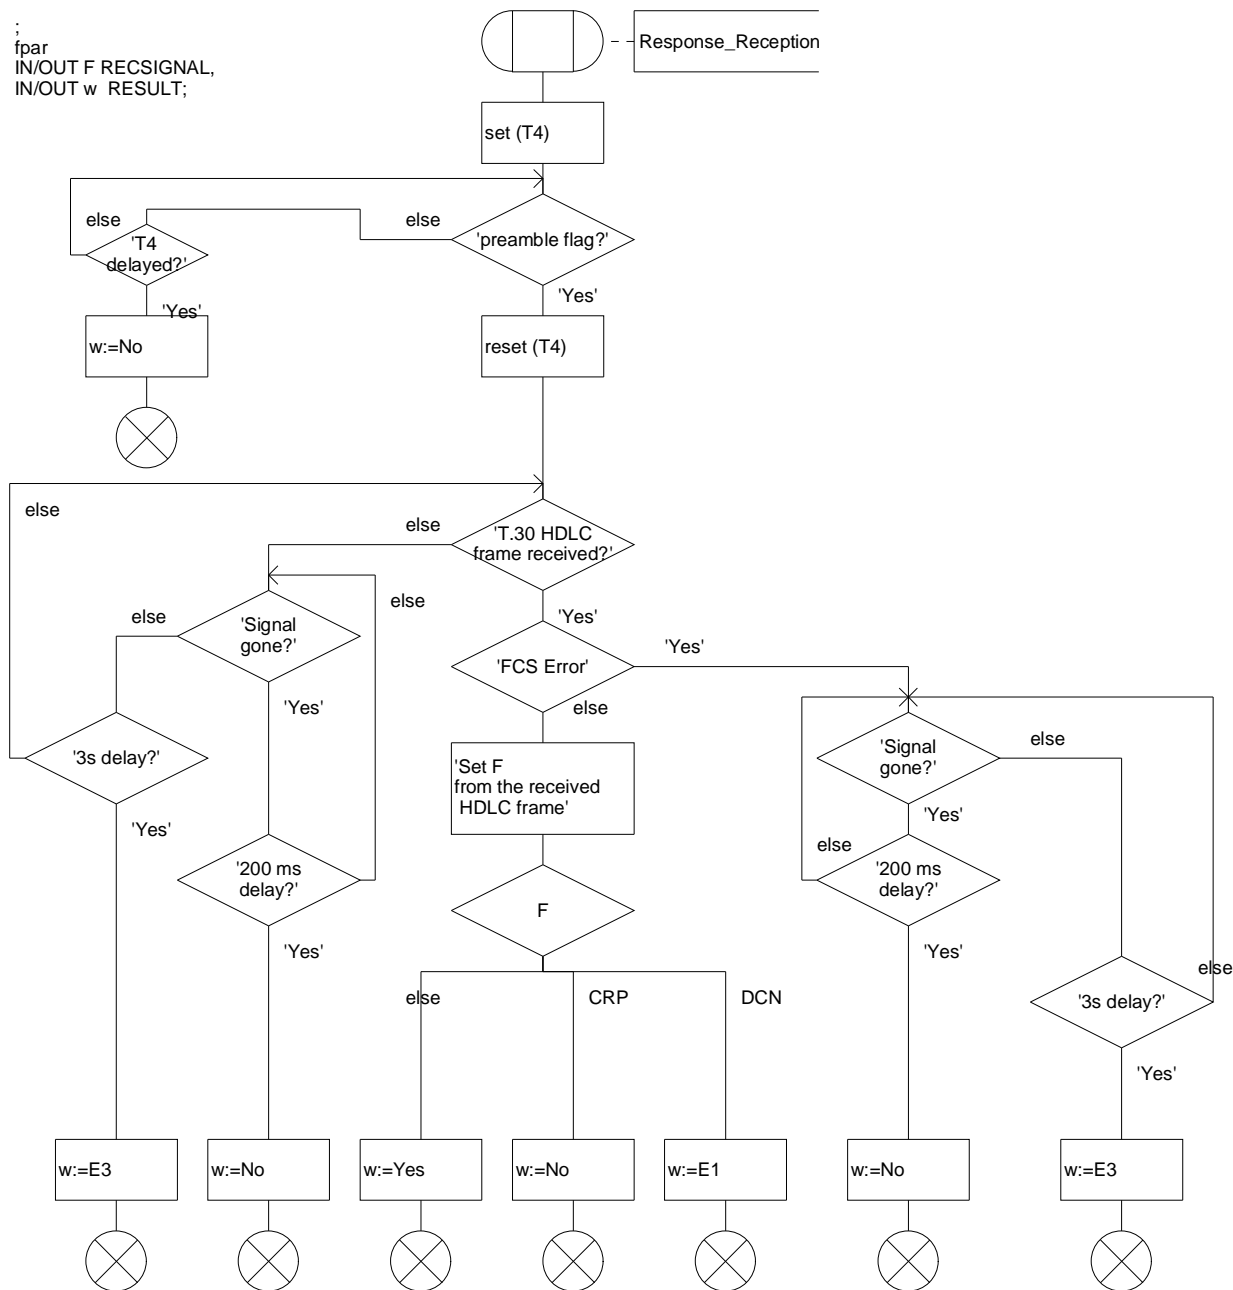 ;
fpar
IN/OUT F RECSIGNAL,
IN/OUT w  RESULT;
Response_Reception
set (T4)
else
else
'T4
delayed?'
'preamble flag?'
'Yes'
'Yes'
w:=No
reset (T4)
else
else
'T.30 HDLC
frame received?'
else
else
'Signal
gone?'
'Yes'
'Yes'
'FCS Error'
'Yes'
else
'3s delay?'
'Set F
from the received
HDLC frame'
'Signal
gone?'
else
'Yes'
'Yes'
else
'200 ms
delay?'
'200 ms
delay?'
F
'Yes'
'Yes'
else
CRP
DCN
else
'3s delay?'
'Yes'
w:=E3
w:=No
w:=Yes
w:=No
w:=E1
w:=No
w:=E3